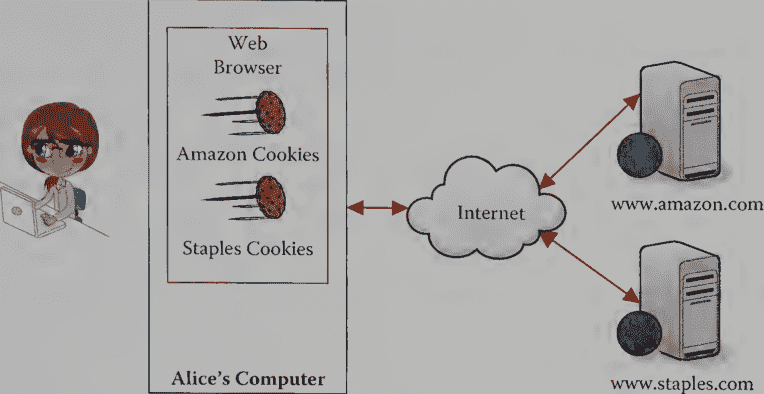 Web
Browser
Amazon Cookies
Staples Cookies
Alice's Computer
Internet
www.amazon.com
www.staples.com